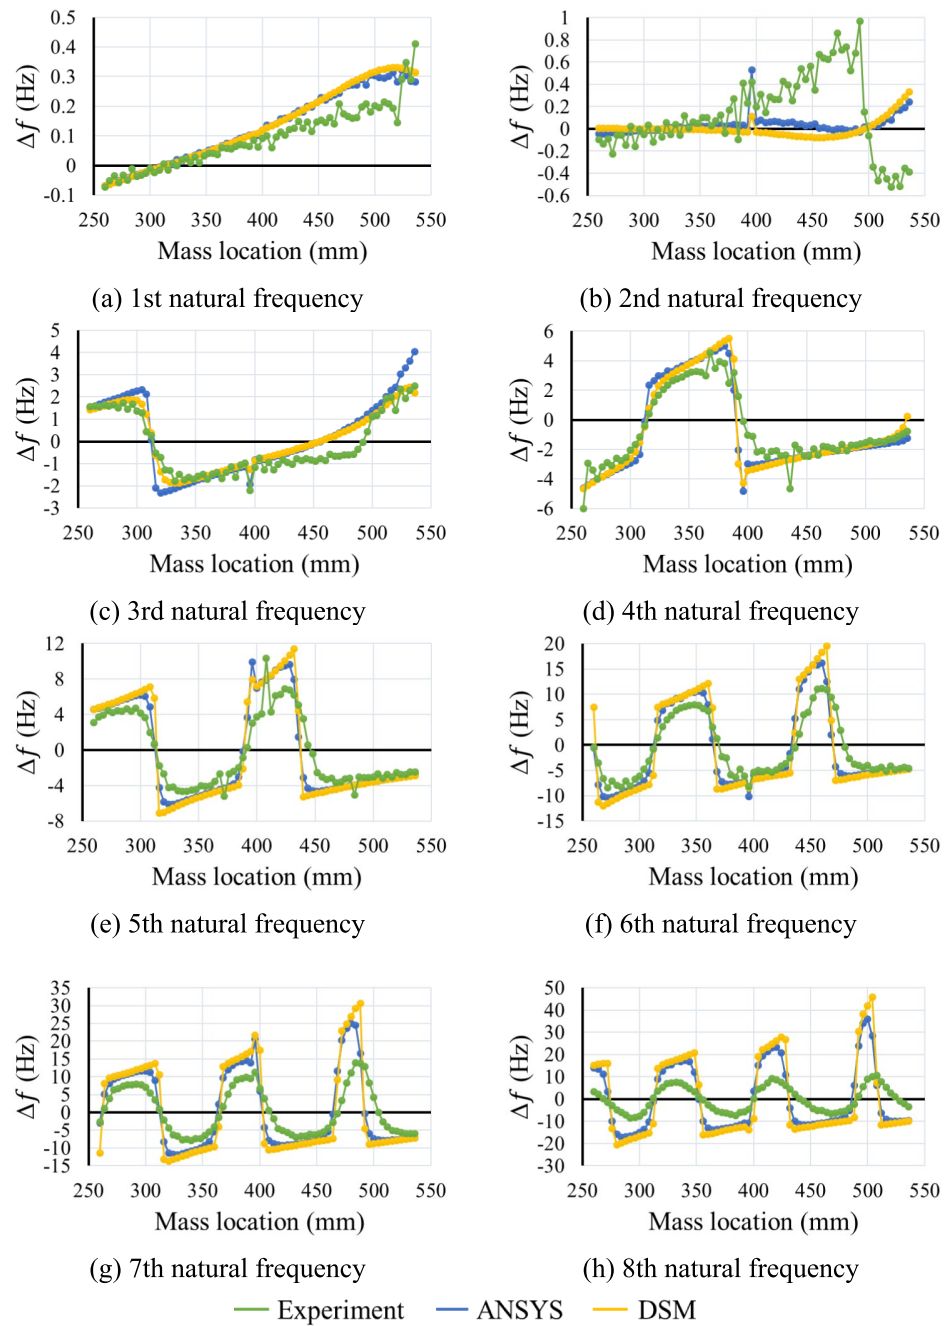 0.5
0.4
0.3
0.2
0.1
0
-0.1
Δf (Hz)
250 300 350 400 450 500 550
Mass location (mm)
(a) 1st natural frequency
1
0.8
0.6
0.4
0.2
0
-0.2
-0.4
-0.6
Δf (Hz)
250 300 350 400 450 500 550
Mass location (mm)
(b) 2nd natural frequency
5
4
3
2
1
0
-1
-2
-3
Δf (Hz)
250 300 350 400 450 500 550
Mass location (mm)
(c) 3rd natural frequency
6
4
2
0
-2
-4
-6
Δf (Hz)
250 300 350 400 450 500 550
Mass location (mm)
(d) 4th natural frequency
12
8
4
0
-4
-8
Δf (Hz)
250 300 350 400 450 500 550
Mass location (mm)
(e) 5th natural frequency
20
15
10
5
0
-5
-10
-15
Δf (Hz)
250 300 350 400 450 500 550
Mass location (mm)
(f) 6th natural frequency
35
30
25
20
15
10
5
0
-5
-10
-15
Δf (Hz)
250 300 350 400 450 500 550
Mass location (mm)
(g) 7th natural frequency
50
40
30
20
10
0
-10
-20
-30
Δf (Hz)
250 300 350 400 450 500 550
Mass location (mm)
(h) 8th natural frequency
Experiment ANSYS DSM